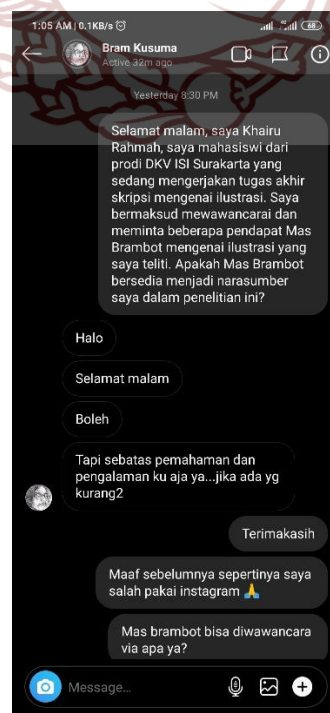 1:05 AM | 0.1KB/s
68
Bram Kusuma
Active 32m ago
Yesterday 8:30 PM
Selamat malam, saya Khairu
Rahmah, saya mahasiswi dari
prodi DKV ISI Surakarta yang
sedang mengerjakan tugas akhir
skripsi mengenai ilustrasi. Saya
bermaksud mewawancarai dan
meminta beberapa pendapat Mas
Brambot mengenai ilustrasi yang
saya teliti. Apakah Mas Brambot
bersedia menjadi narasumber
saya dalam penelitian ini?
Halo
Selamat malam
Boleh
Tapi sebatas pemahaman dan
pengalaman ku aja ya...jika ada yg
kurang2
Terimakasih
Maaf sebelumnya sepertinya saya
salah pakai instagram 🙏
Mas brambot bisa diwawancara
via apa ya?
Message...